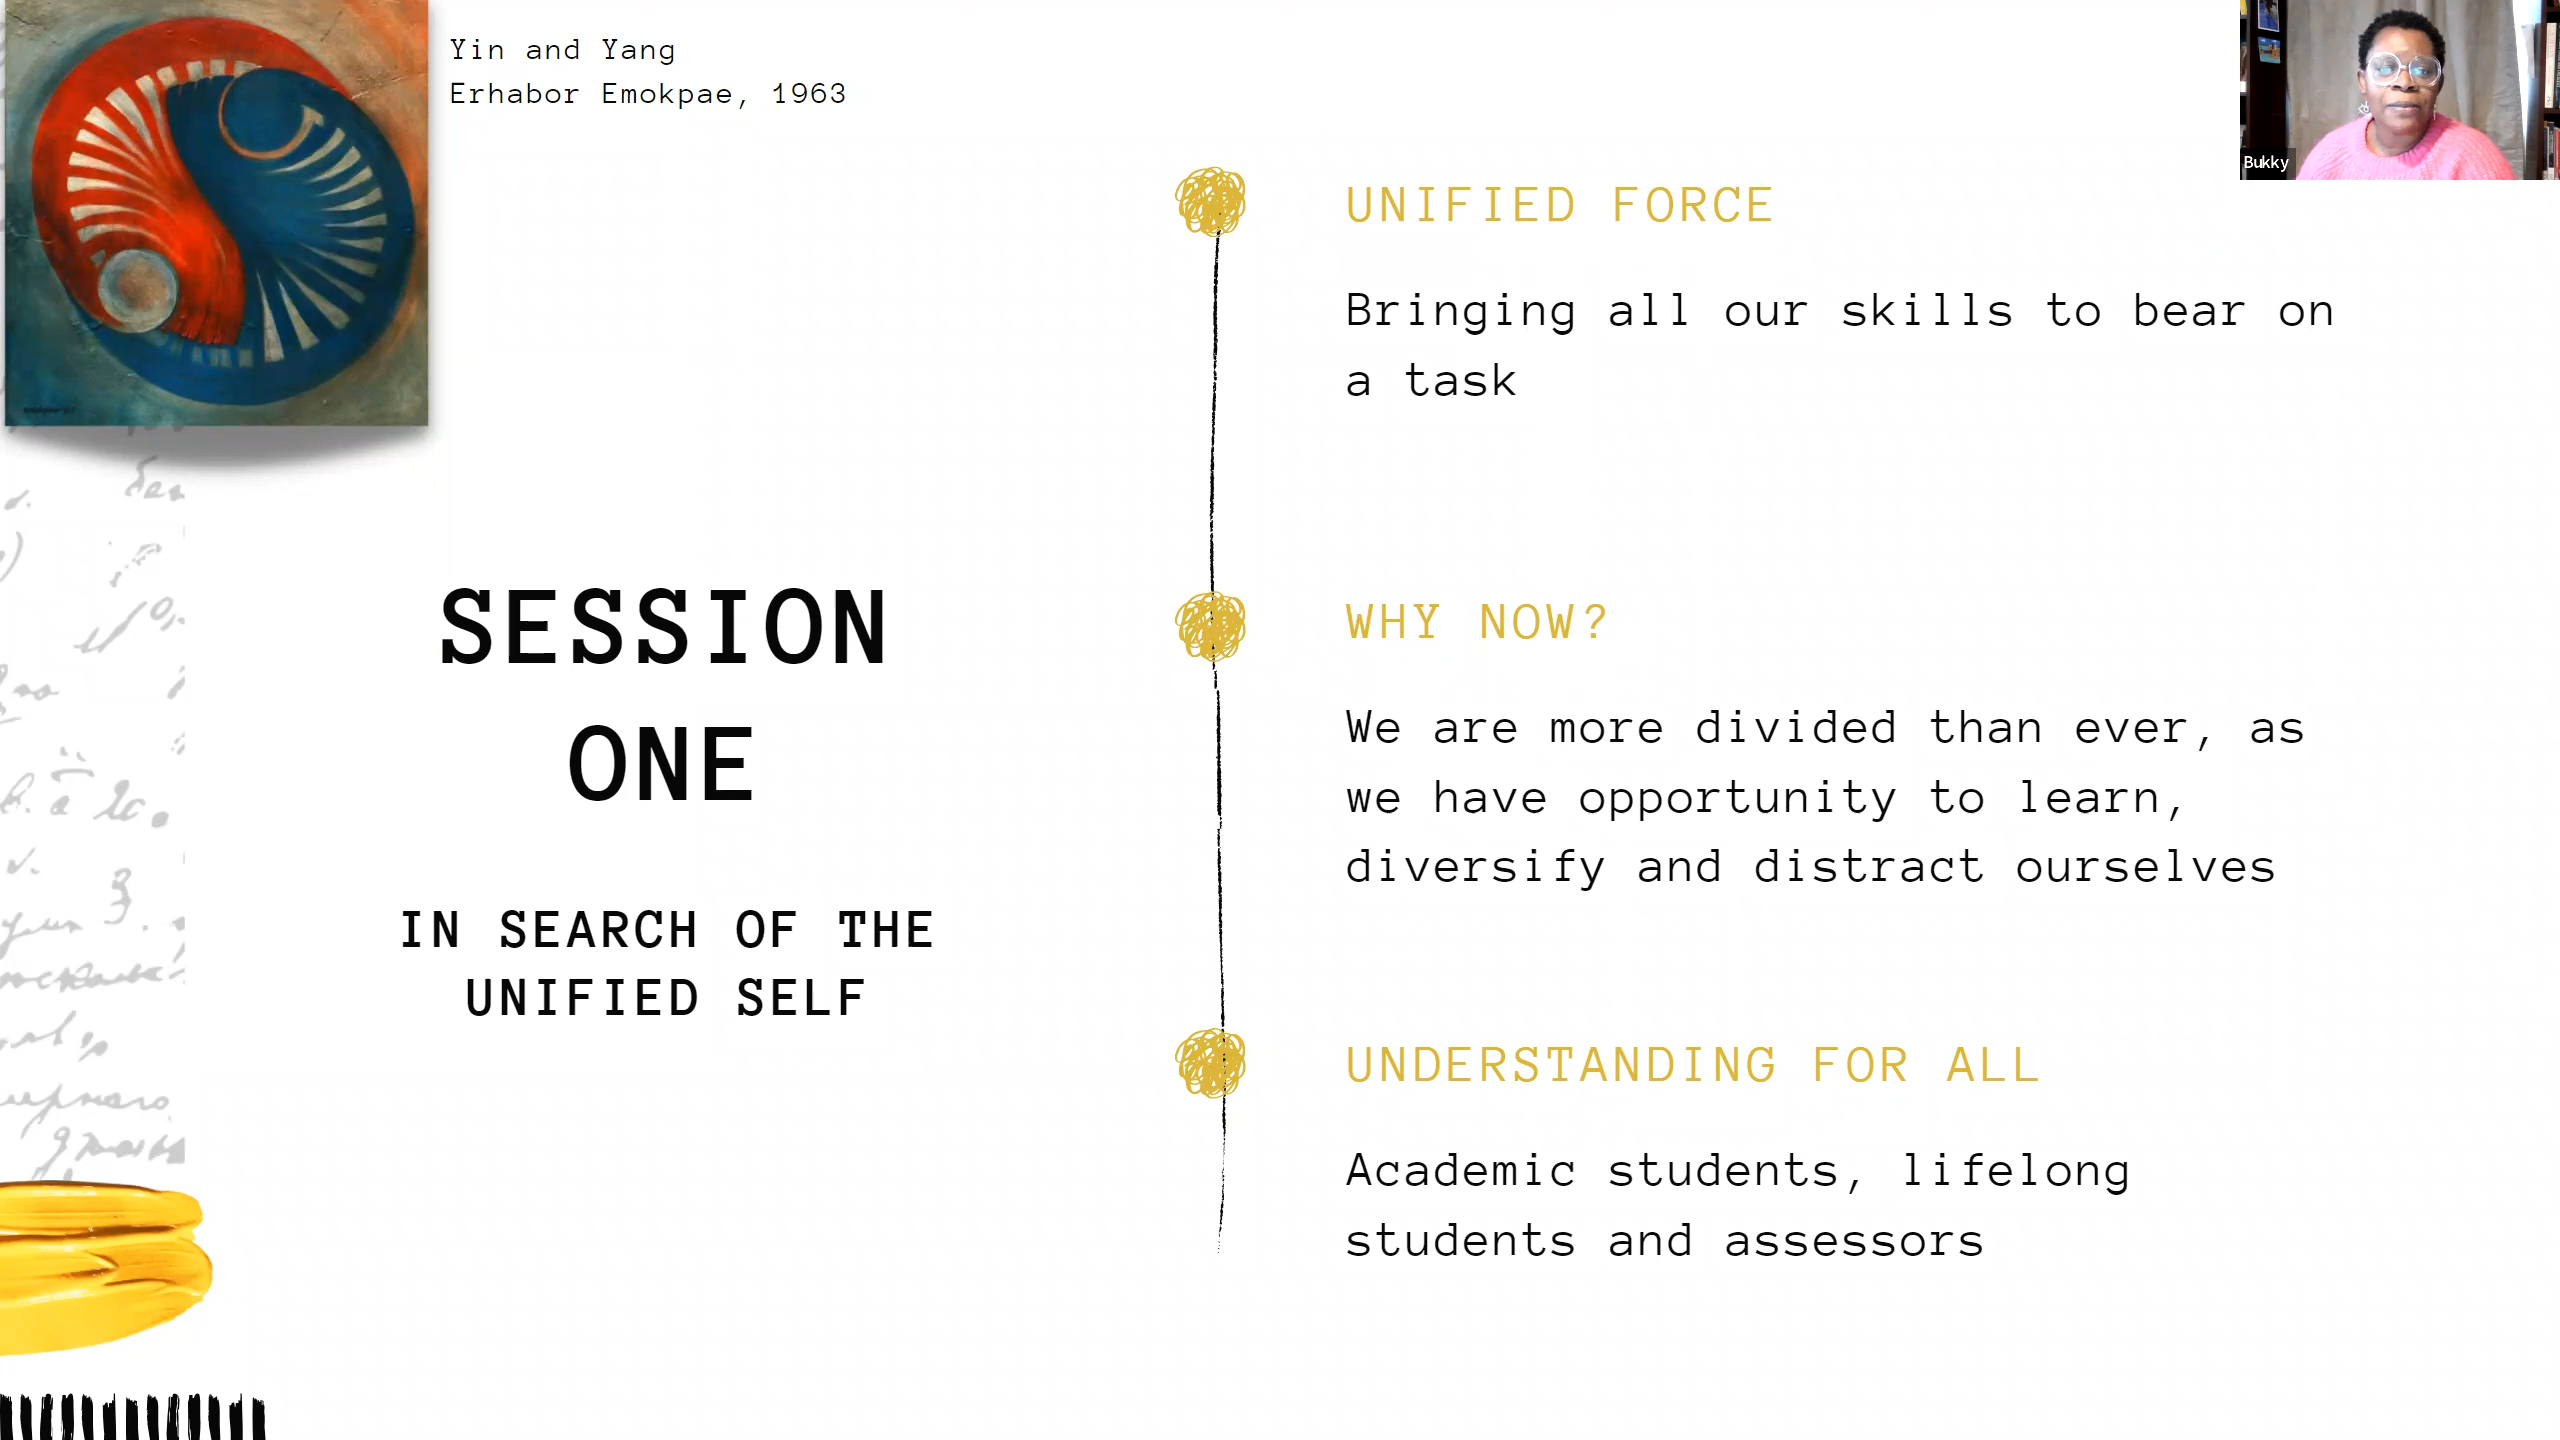 Yin and Yang
Erhabor Emokpae, 1963
Bukky
SESSION
ONE
IN SEARCH OF THE
UNIFIED SELF
UNIFIED FORCE
Bringing all our skills to bear on
a task
WHY NOW?
We are more divided than ever, as
we have opportunity to learn,
diversify and distract ourselves
UNDERSTANDING FOR ALL
Academic students, lifelong
students and assessors